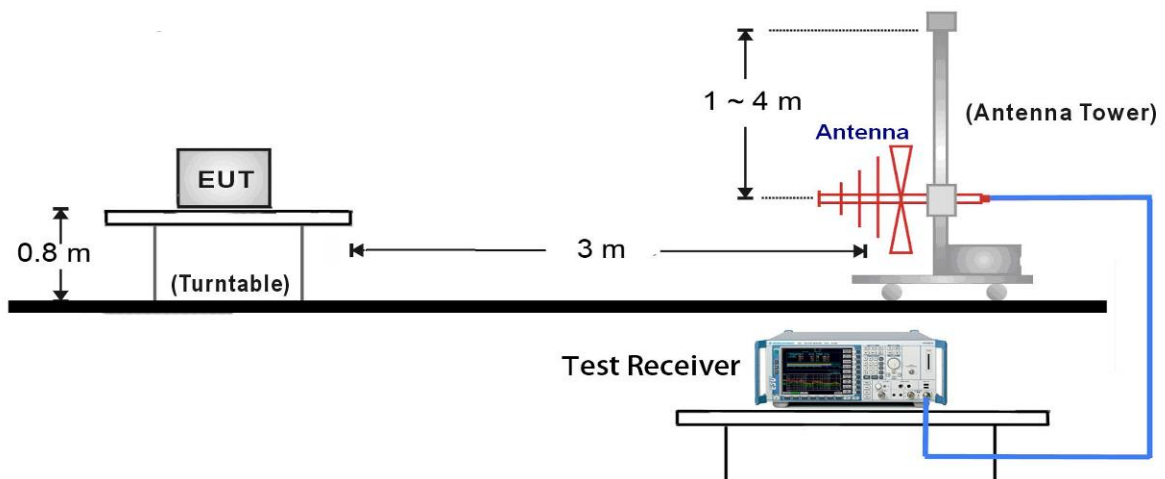 1 ~ 4 m
(Antenna Tower)
Antenna
EUT
0.8 m
3 m
(Turntable)
Test Receiver